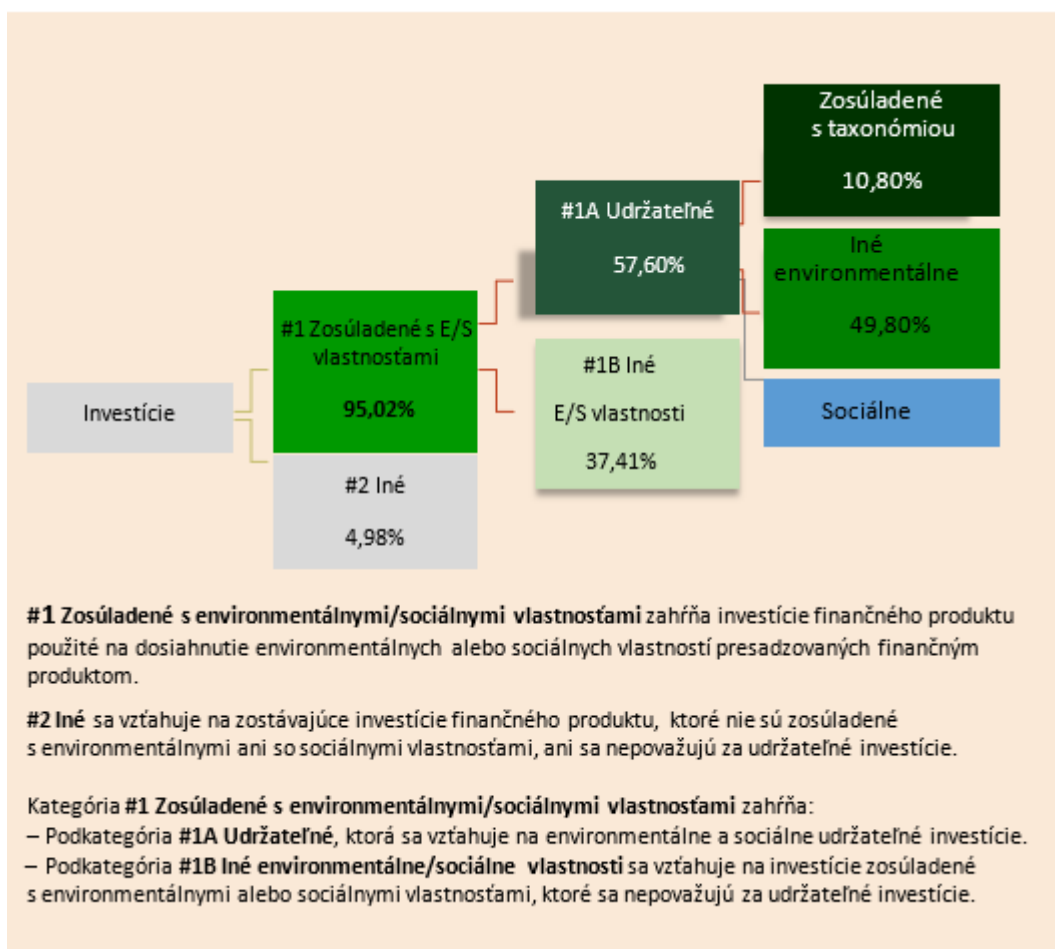 Zosúladené
s taxonómiou
10,80%
#1A Udržateľné
57,60%
Iné
environmentálne
49,80%
#1 Zosúladené s E/S
vlastnosťami
95,02%
#1B Iné
E/S vlastnosti
37,41%
Sociálne
Investície
#2 Iné
4,98%
#1 Zosúladené s environmentálnymi/sociálnymi vlastnosťami zahŕňa investície finančného produktu
použité na dosiahnutie environmentálnych alebo sociálnych vlastností presadzovaných finančným
produktom.
#2 Iné sa vzťahuje na zostávajúce investície finančného produktu, ktoré nie sú zosúladené
s environmentálnymi ani so sociálnymi vlastnosťami, ani sa nepovažujú za udržateľné investície.
Kategória #1 Zosúladené s environmentálnymi/sociálnymi vlastnosťami zahŕňa:
– Podkategória #1A Udržateľné, ktorá sa vzťahuje na environmentálne a sociálne udržateľné investície.
– Podkategória #1B Iné environmentálne/sociálne vlastnosti sa vzťahuje na investície zosúladené
s environmentálnymi alebo sociálnymi vlastnosťami, ktoré sa nepovažujú za udržateľné investície.